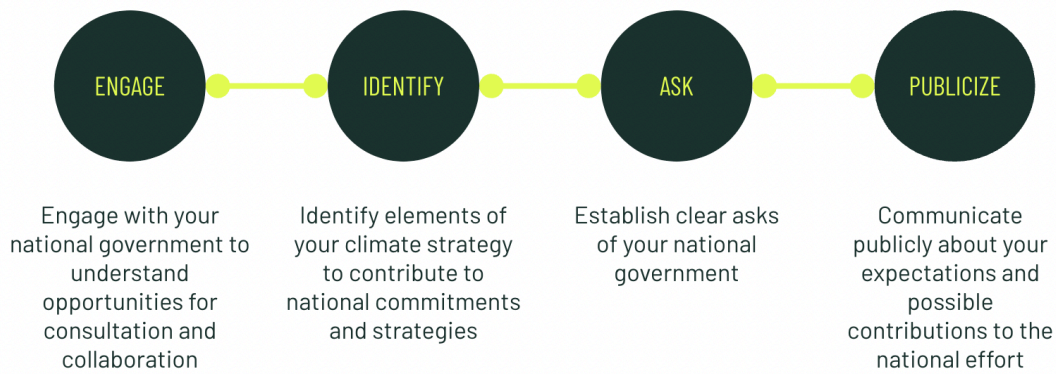 ENGAGE
IDENTIFY
ASK
PUBLICIZE
Engage with your
national government to
understand
opportunities for
consultation and
collaboration
Identify elements of
your climate strategy
to contribute to
national commitments
and strategies
Establish clear asks
of your national
government
Communicate
publicly about your
expectations and
possible
contributions to the
national effort